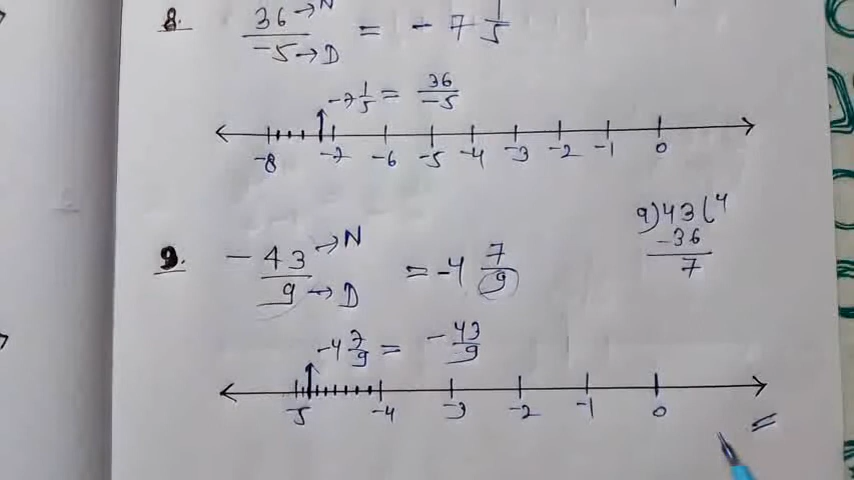 8. 36/-5 →N →D = -7 1/5
-7 1/5 = 36/-5
-8 -7 -6 -5 -4 -3 -2 -1 0
9. -43/9 →N →D = -4 7/9
9)43(4
-36
7
-4 7/9 = -43/9
5 -4 -3 -2 -1 0